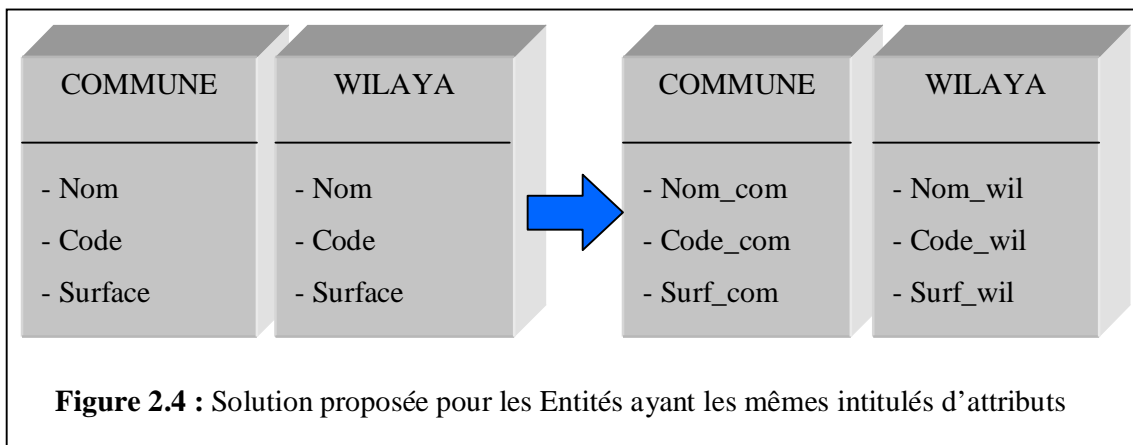 COMMUNE WILAYA COMMUNE WILAYA
- Nom - Nom - Nom_com - Nom_wil
- Code - Code - Code_com - Code_wil
- Surface - Surface - Surf_com - Surf_wil
Figure 2.4 : Solution proposée pour les Entités ayant les mêmes intitulés d’attributs